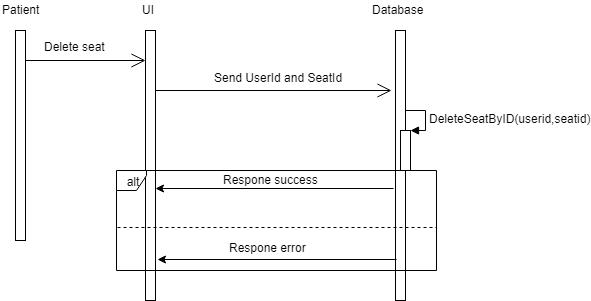 Patient
UI
Database
Delete seat
Send UserId and SeatId
DeleteSeatByID(userid,seatid)
alt
Respone success
Respone error